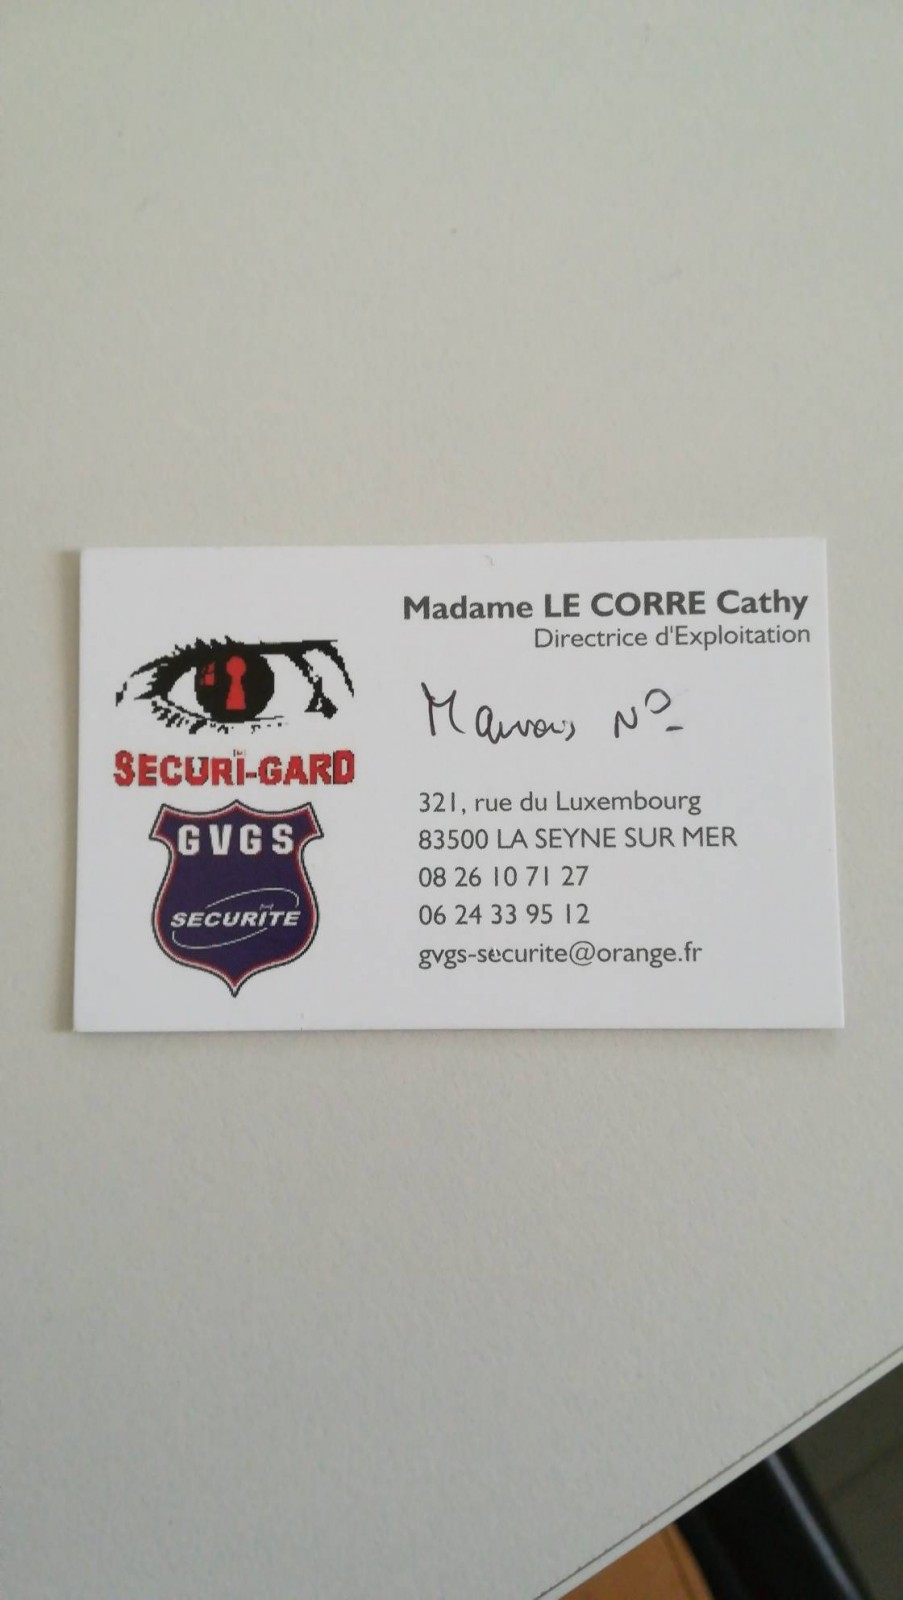 Madame LE CORRE Cathy
Directrice d'Exploitation
Mauvais N°
SECURI-GARD
GVGS
SECURITE
321, rue du Luxembourg
83500 LA SEYNE SUR MER
08 26 10 71 27
06 24 33 95 12
gvgs-securite@orange.fr